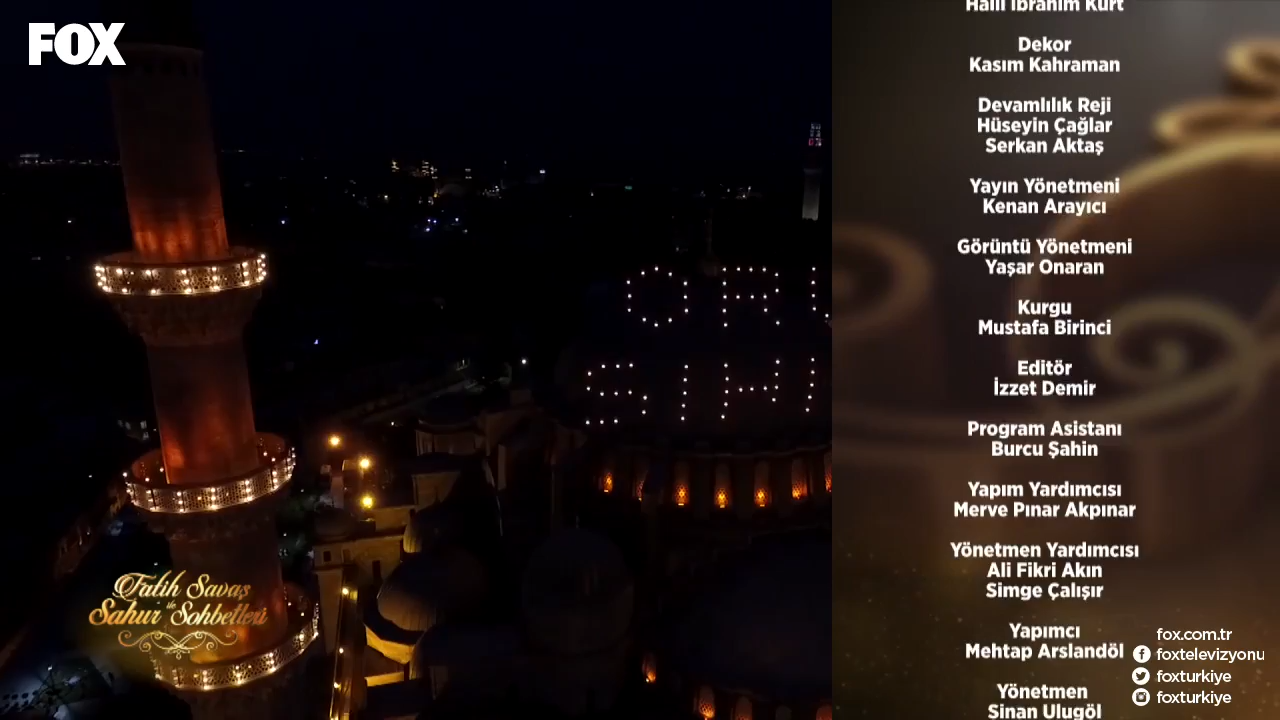 FOX
ORU
SIHI
Fatih Savaş
ile
Sahur Sohbetleri
Halil İbrahim Kurt
Dekor
Kasım Kahraman
Devamlılık Reji
Hüseyin Çağlar
Serkan Aktaş
Yayın Yönetmeni
Kenan Arayıcı
Görüntü Yönetmeni
Yaşar Onaran
Kurgu
Mustafa Birinci
Editör
İzzet Demir
Program Asistanı
Burcu Şahin
Yapım Yardımcısı
Merve Pınar Akpınar
Yönetmen Yardımcısı
Ali Fikri Akın
Simge Çalışır
Yapımcı
Mehtap Arslandöl
Yönetmen
Sinan Ulugöl
fox.com.tr
foxtelevizyonu
foxturkiye
foxturkiye